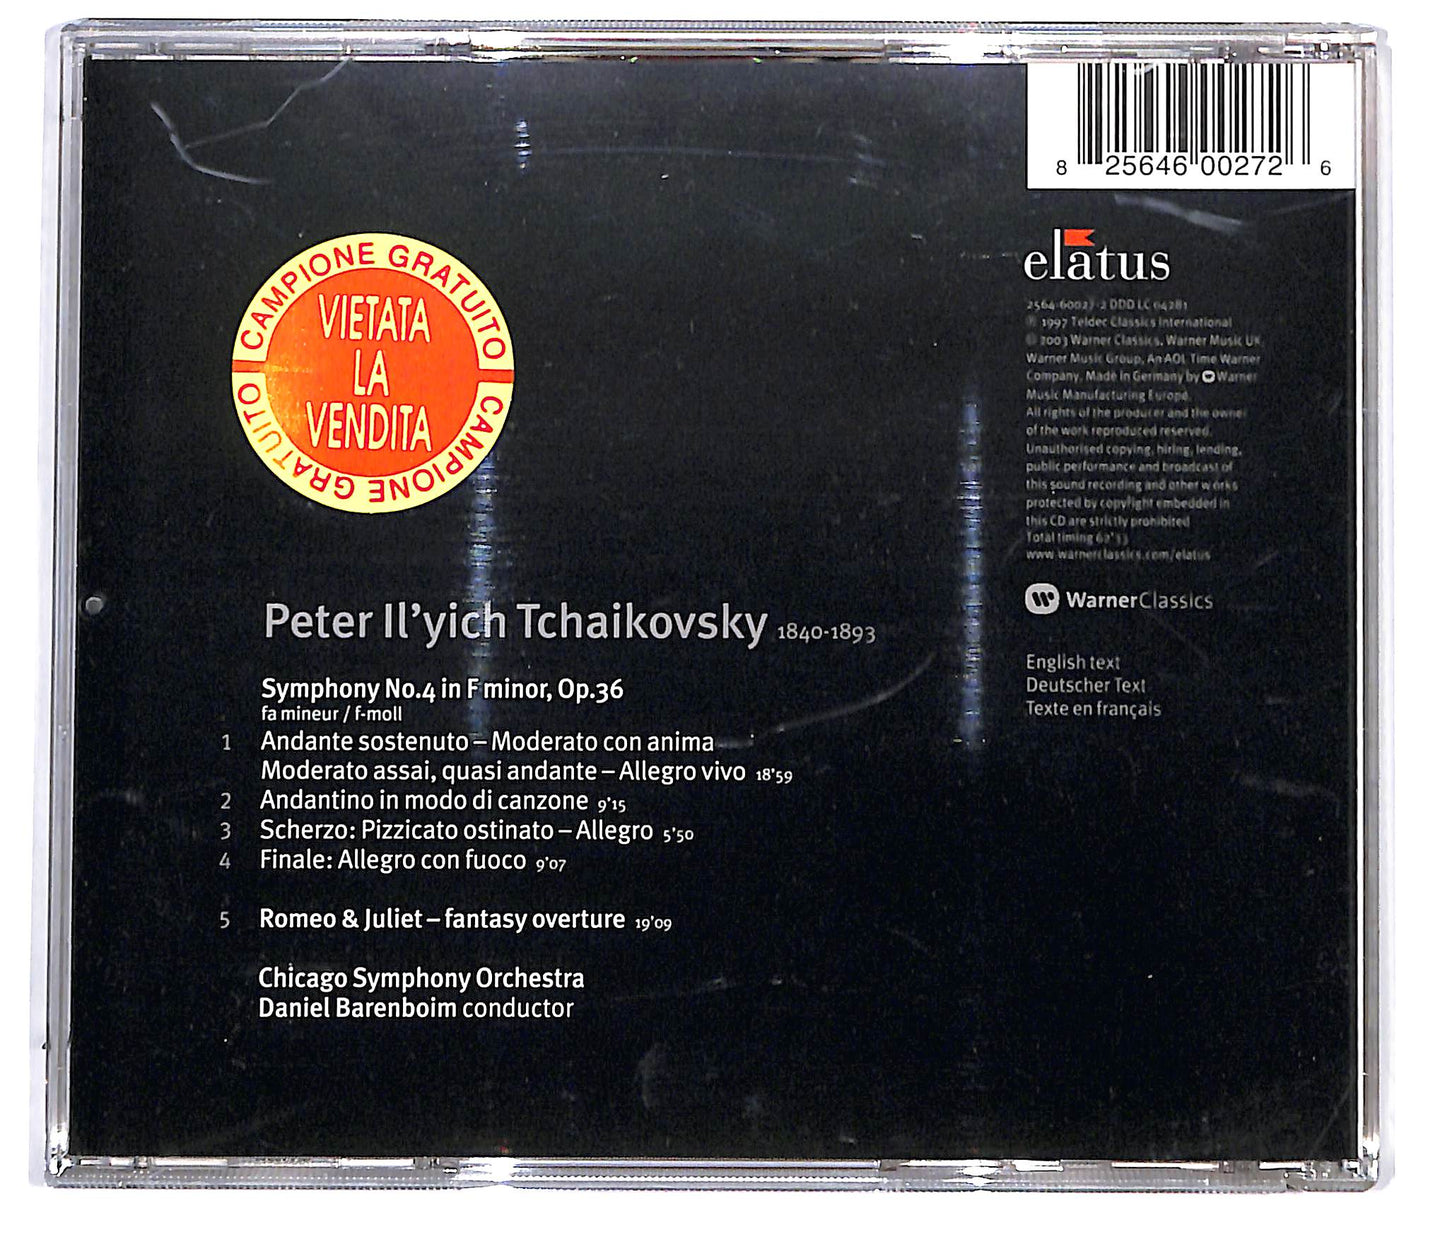 8 25646 00272 6
elatus
2564-60027-2 DDD LC 04281
℗ 1997 Teldec Classics International
© 2003 Warner Classics, Warner Music UK,
Warner Music Group, An AOL Time Warner
Company. Made in Germany by Warner
Music Manufacturing Europe.
All rights of the producer and the owner
of the work reproduced reserved.
Unauthorised copying, hiring, lending,
public performance and broadcast of
this sound recording and other works
protected by copyright embedded in
this CD are strictly prohibited
Total timing 62'33
www.warnerclassics.com/elatus
WarnerClassics
English text
Deutscher Text
Texte en français
CAMPIONE GRATUITO
VIETATA
LA
VENDITA
CAMPIONE GRATUITO
Peter Il'yich Tchaikovsky 1840-1893
Symphony No.4 in F minor, Op.36
fa mineur / f-moll
1 Andante sostenuto – Moderato con anima
Moderato assai, quasi andante – Allegro vivo 18'59
2 Andantino in modo di canzone 9'15
3 Scherzo: Pizzicato ostinato – Allegro 5'50
4 Finale: Allegro con fuoco 9'07
5 Romeo & Juliet – fantasy overture 19'09
Chicago Symphony Orchestra
Daniel Barenboim conductor